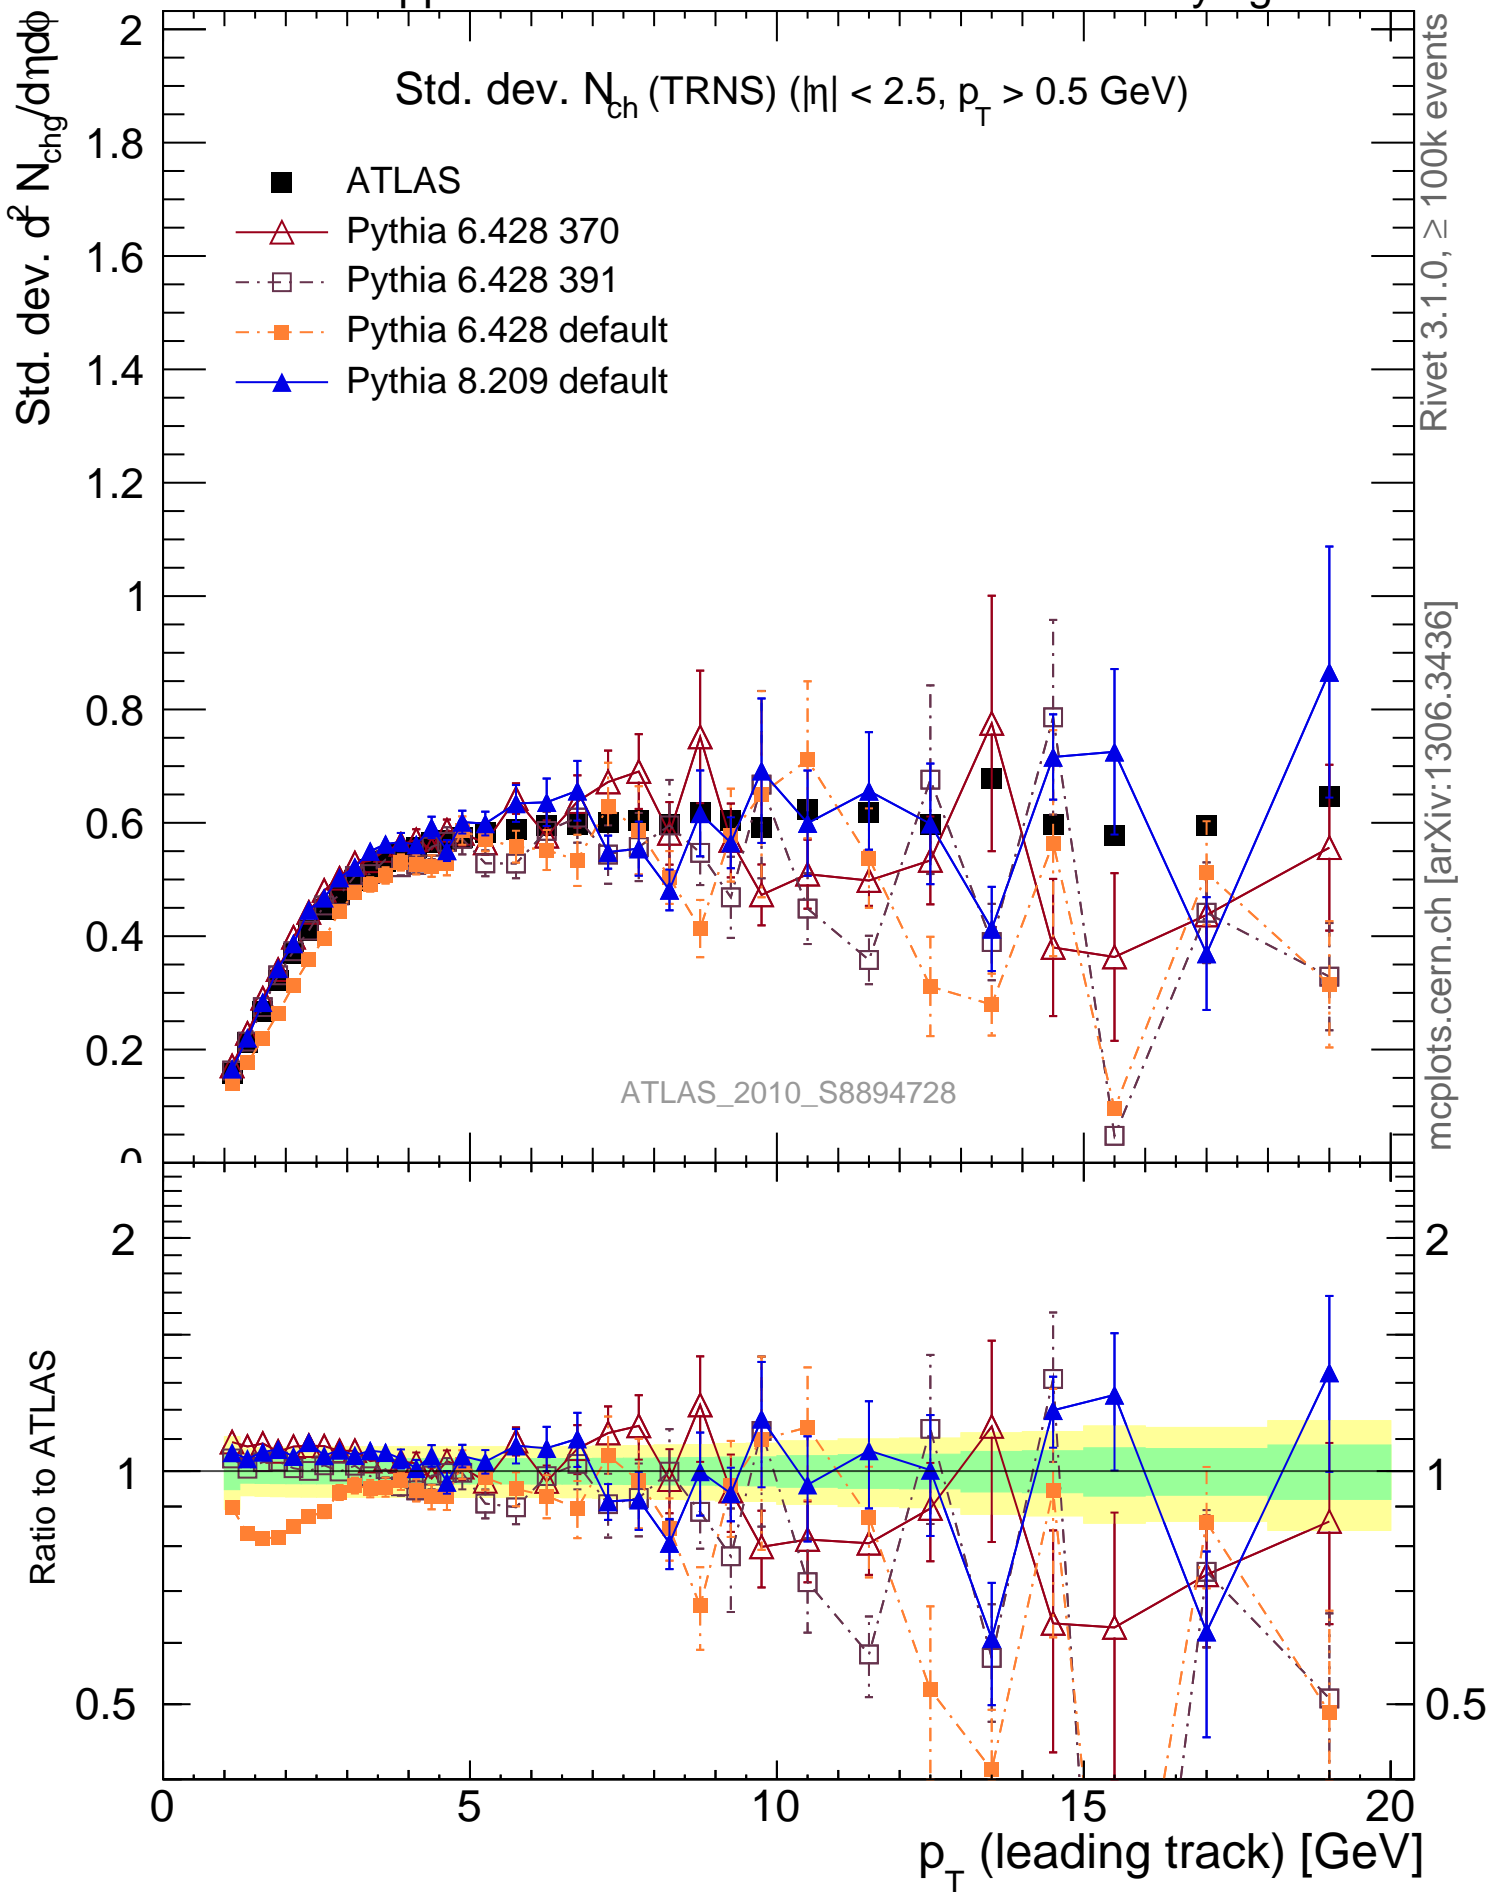 Std. dev. N_ch (TRNS) (|η| < 2.5, p_T > 0.5 GeV)
Std. dev. d² N_chg/dηdϕ
ATLAS
Pythia 6.428 370
Pythia 6.428 391
Pythia 6.428 default
Pythia 8.209 default
2
1.8
1.6
1.4
1.2
1
0.8
0.6
0.4
0.2
0
ATLAS_2010_S8894728
Rivet 3.1.0, ≥ 100k events
mcplots.cern.ch [arXiv:1306.3436]
Ratio to ATLAS
2
1
0.5
2
1
0.5
0 5 10 15 20
p_T (leading track) [GeV]